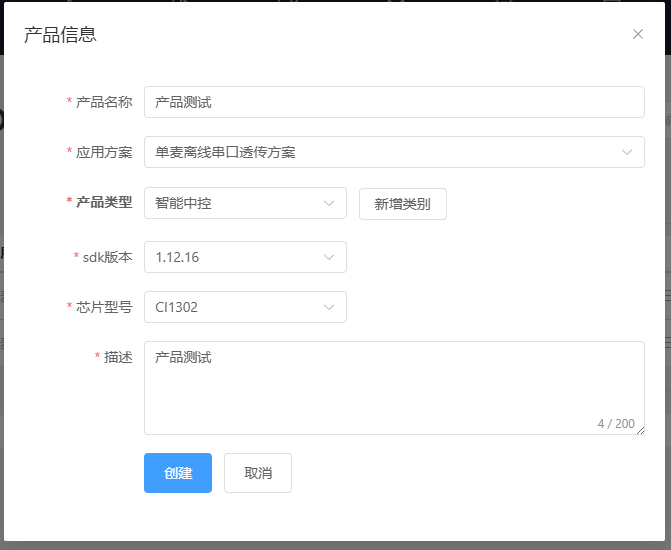 产品信息
* 产品名称 产品测试
* 应用方案 单麦离线串口透传方案
* 产品类型 智能中控 新增类别
* sdk版本 1.12.16
* 芯片型号 CI1302
* 描述 产品测试
4 / 200
创建 取消